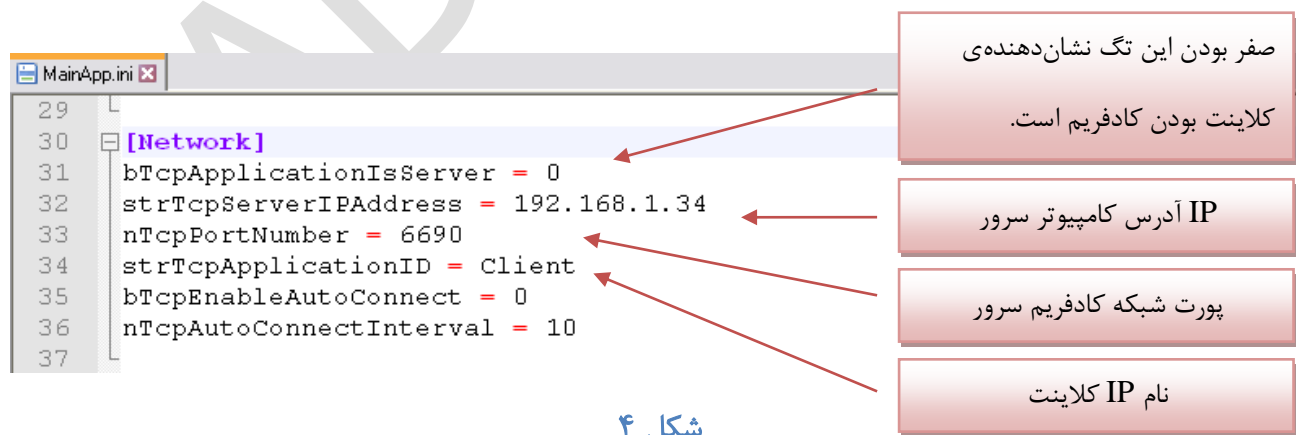 MainApp.ini
29
30 [Network]
31 bTcpApplicationIsServer = 0
32 strTcpServerIPAddress = 192.168.1.34
33 nTcpPortNumber = 6690
34 strTcpApplicationID = Client
35 bTcpEnableAutoConnect = 0
36 nTcpAutoConnectInterval = 10
37
صفر بودن این تگ نشان‌دهنده‌ی
کلاینت بودن کادفریم است.
IP آدرس کامپیوتر سرور
پورت شبکه کادفریم سرور
نام IP کلاینت
شکل ۴